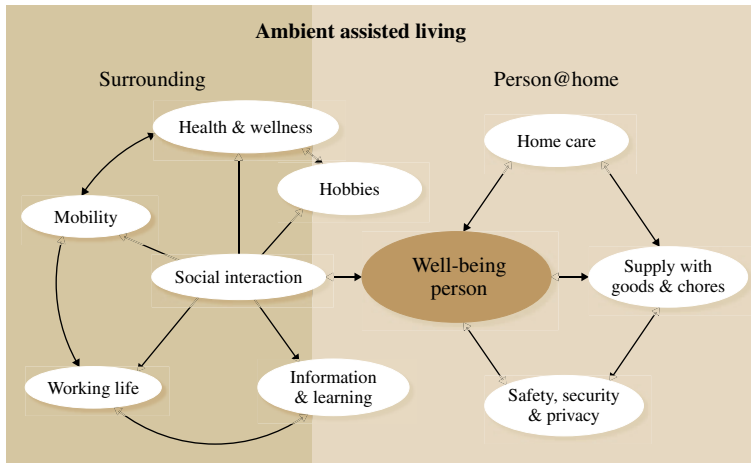 Ambient assisted living
Surrounding
Person@home
Health & wellness
Home care
Hobbies
Mobility
Social interaction
Well-being
person
Supply with
goods & chores
Working life
Information
& learning
Safety, security
& privacy